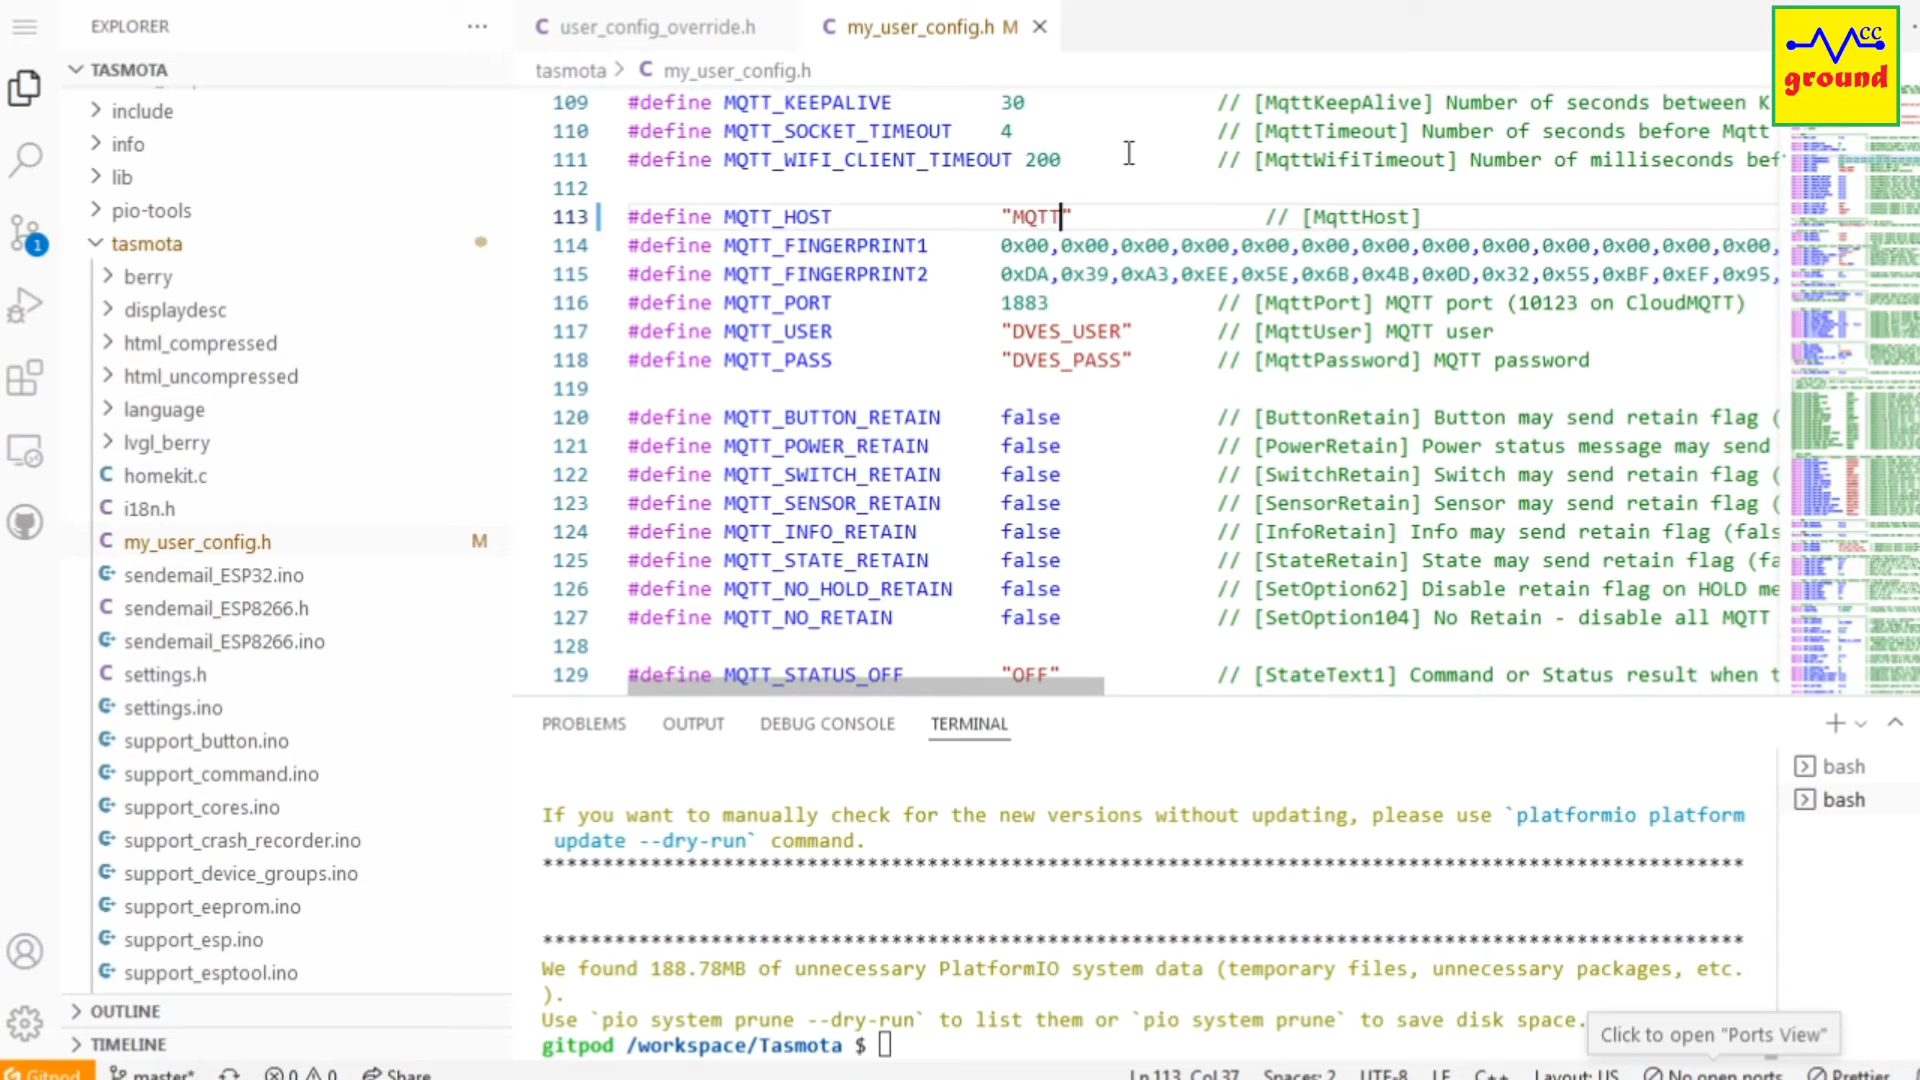 EXPLORER
TASMOTA
include
info
lib
pio-tools
tasmota
berry
displaydesc
html_compressed
html_uncompressed
language
lvgl_berry
homekit.c
i18n.h
my_user_config.h M
sendemail_ESP32.ino
sendemail_ESP8266.h
sendemail_ESP8266.ino
settings.h
settings.ino
support_button.ino
support_command.ino
support_cores.ino
support_crash_recorder.ino
support_device_groups.ino
support_eeprom.ino
support_esp.ino
support_esptool.ino
OUTLINE
TIMELINE
1
user_config_override.h
my_user_config.h M
tasmota > C my_user_config.h
109 #define MQTT_KEEPALIVE 30 // [MqttKeepAlive] Number of seconds between K
110 #define MQTT_SOCKET_TIMEOUT 4 // [MqttTimeout] Number of seconds before Mqtt
111 #define MQTT_WIFI_CLIENT_TIMEOUT 200 // [MqttWifiTimeout] Number of milliseconds bef
112
113 #define MQTT_HOST "MQTT" // [MqttHost]
114 #define MQTT_FINGERPRINT1 0x00,0x00,0x00,0x00,0x00,0x00,0x00,0x00,0x00,0x00,0x00,0x00,0x00,
115 #define MQTT_FINGERPRINT2 0xDA,0x39,0xA3,0xEE,0x5E,0x6B,0x4B,0x0D,0x32,0x55,0xBF,0xEF,0x95,
116 #define MQTT_PORT 1883 // [MqttPort] MQTT port (10123 on CloudMQTT)
117 #define MQTT_USER "DVES_USER" // [MqttUser] MQTT user
118 #define MQTT_PASS "DVES_PASS" // [MqttPassword] MQTT password
119
120 #define MQTT_BUTTON_RETAIN false // [ButtonRetain] Button may send retain flag (
121 #define MQTT_POWER_RETAIN false // [PowerRetain] Power status message may send
122 #define MQTT_SWITCH_RETAIN false // [SwitchRetain] Switch may send retain flag (
123 #define MQTT_SENSOR_RETAIN false // [SensorRetain] Sensor may send retain flag (
124 #define MQTT_INFO_RETAIN false // [InfoRetain] Info may send retain flag (fals
125 #define MQTT_STATE_RETAIN false // [StateRetain] State may send retain flag (fa
126 #define MQTT_NO_HOLD_RETAIN false // [SetOption62] Disable retain flag on HOLD me
127 #define MQTT_NO_RETAIN false // [SetOption104] No Retain - disable all MQTT
128
129 #define MQTT_STATUS_OFF "OFF" // [StateText1] Command or Status result when t
PROBLEMS OUTPUT DEBUG CONSOLE TERMINAL
bash
bash
If you want to manually check for the new versions without updating, please use `platformio platform
update --dry-run` command.
****************************************************************************************************
****************************************************************************************************
We found 188.78MB of unnecessary PlatformIO system data (temporary files, unnecessary packages, etc.
).
Use `pio system prune --dry-run` to list them or `pio system prune` to save disk space.
gitpod /workspace/Tasmota $
Click to open "Ports View"
Gitpod master* 0 0 Share Ln 113, Col 37 Spaces: 2 UTF-8 LF C++ Layout: US No open ports Prettier
CC
ground